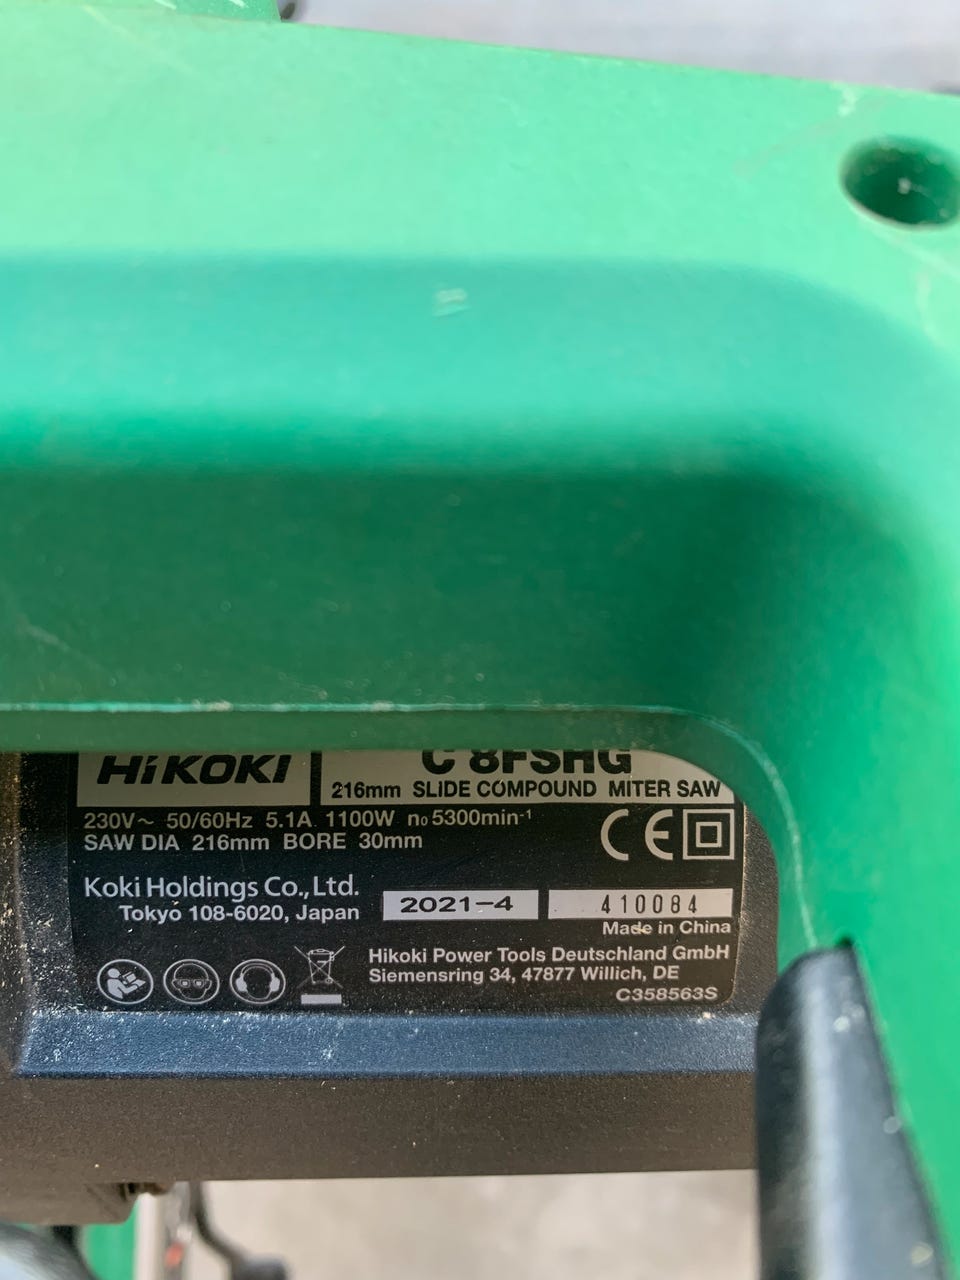 HiKOKI
C 8FSHG
216mm SLIDE COMPOUND MITER SAW
230V~ 50/60Hz 5.1A 1100W n₀5300min⁻¹
SAW DIA 216mm BORE 30mm
CE
Koki Holdings Co.,Ltd.
Tokyo 108-6020, Japan
2021-4
410084
Made in China
Hikoki Power Tools Deutschland GmbH
Siemensring 34, 47877 Willich, DE
C358563S